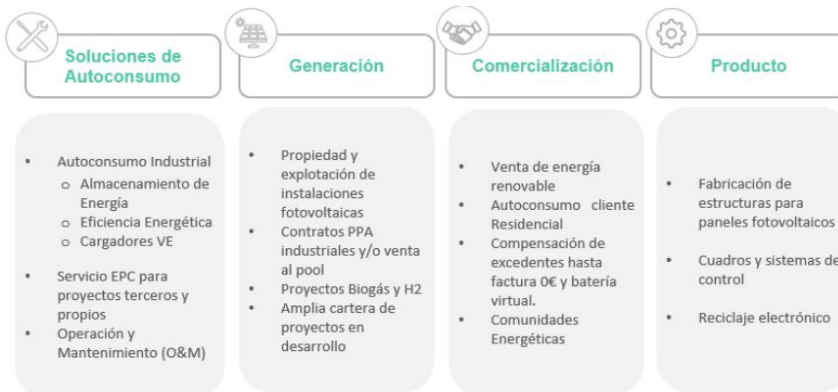 Soluciones de
Autoconsumo
Generación
Comercialización
Producto
• Autoconsumo Industrial
o Almacenamiento de
Energía
o Eficiencia Energética
o Cargadores VE
• Servicio EPC para
proyectos terceros y
propios
• Operación y
Mantenimiento (O&M)
• Propiedad y
explotación de
instalaciones
fotovoltaicas
• Contratos PPA
industriales y/o venta
al pool
• Proyectos Biogás y H2
• Amplia cartera de
proyectos en
desarrollo
• Venta de energía
renovable
• Autoconsumo cliente
Residencial
• Compensación de
excedentes hasta
factura 0€ y batería
virtual.
• Comunidades
Energéticas
• Fabricación de
estructuras para
paneles fotovoltaicos
• Cuadros y sistemas de
control
• Reciclaje electrónico